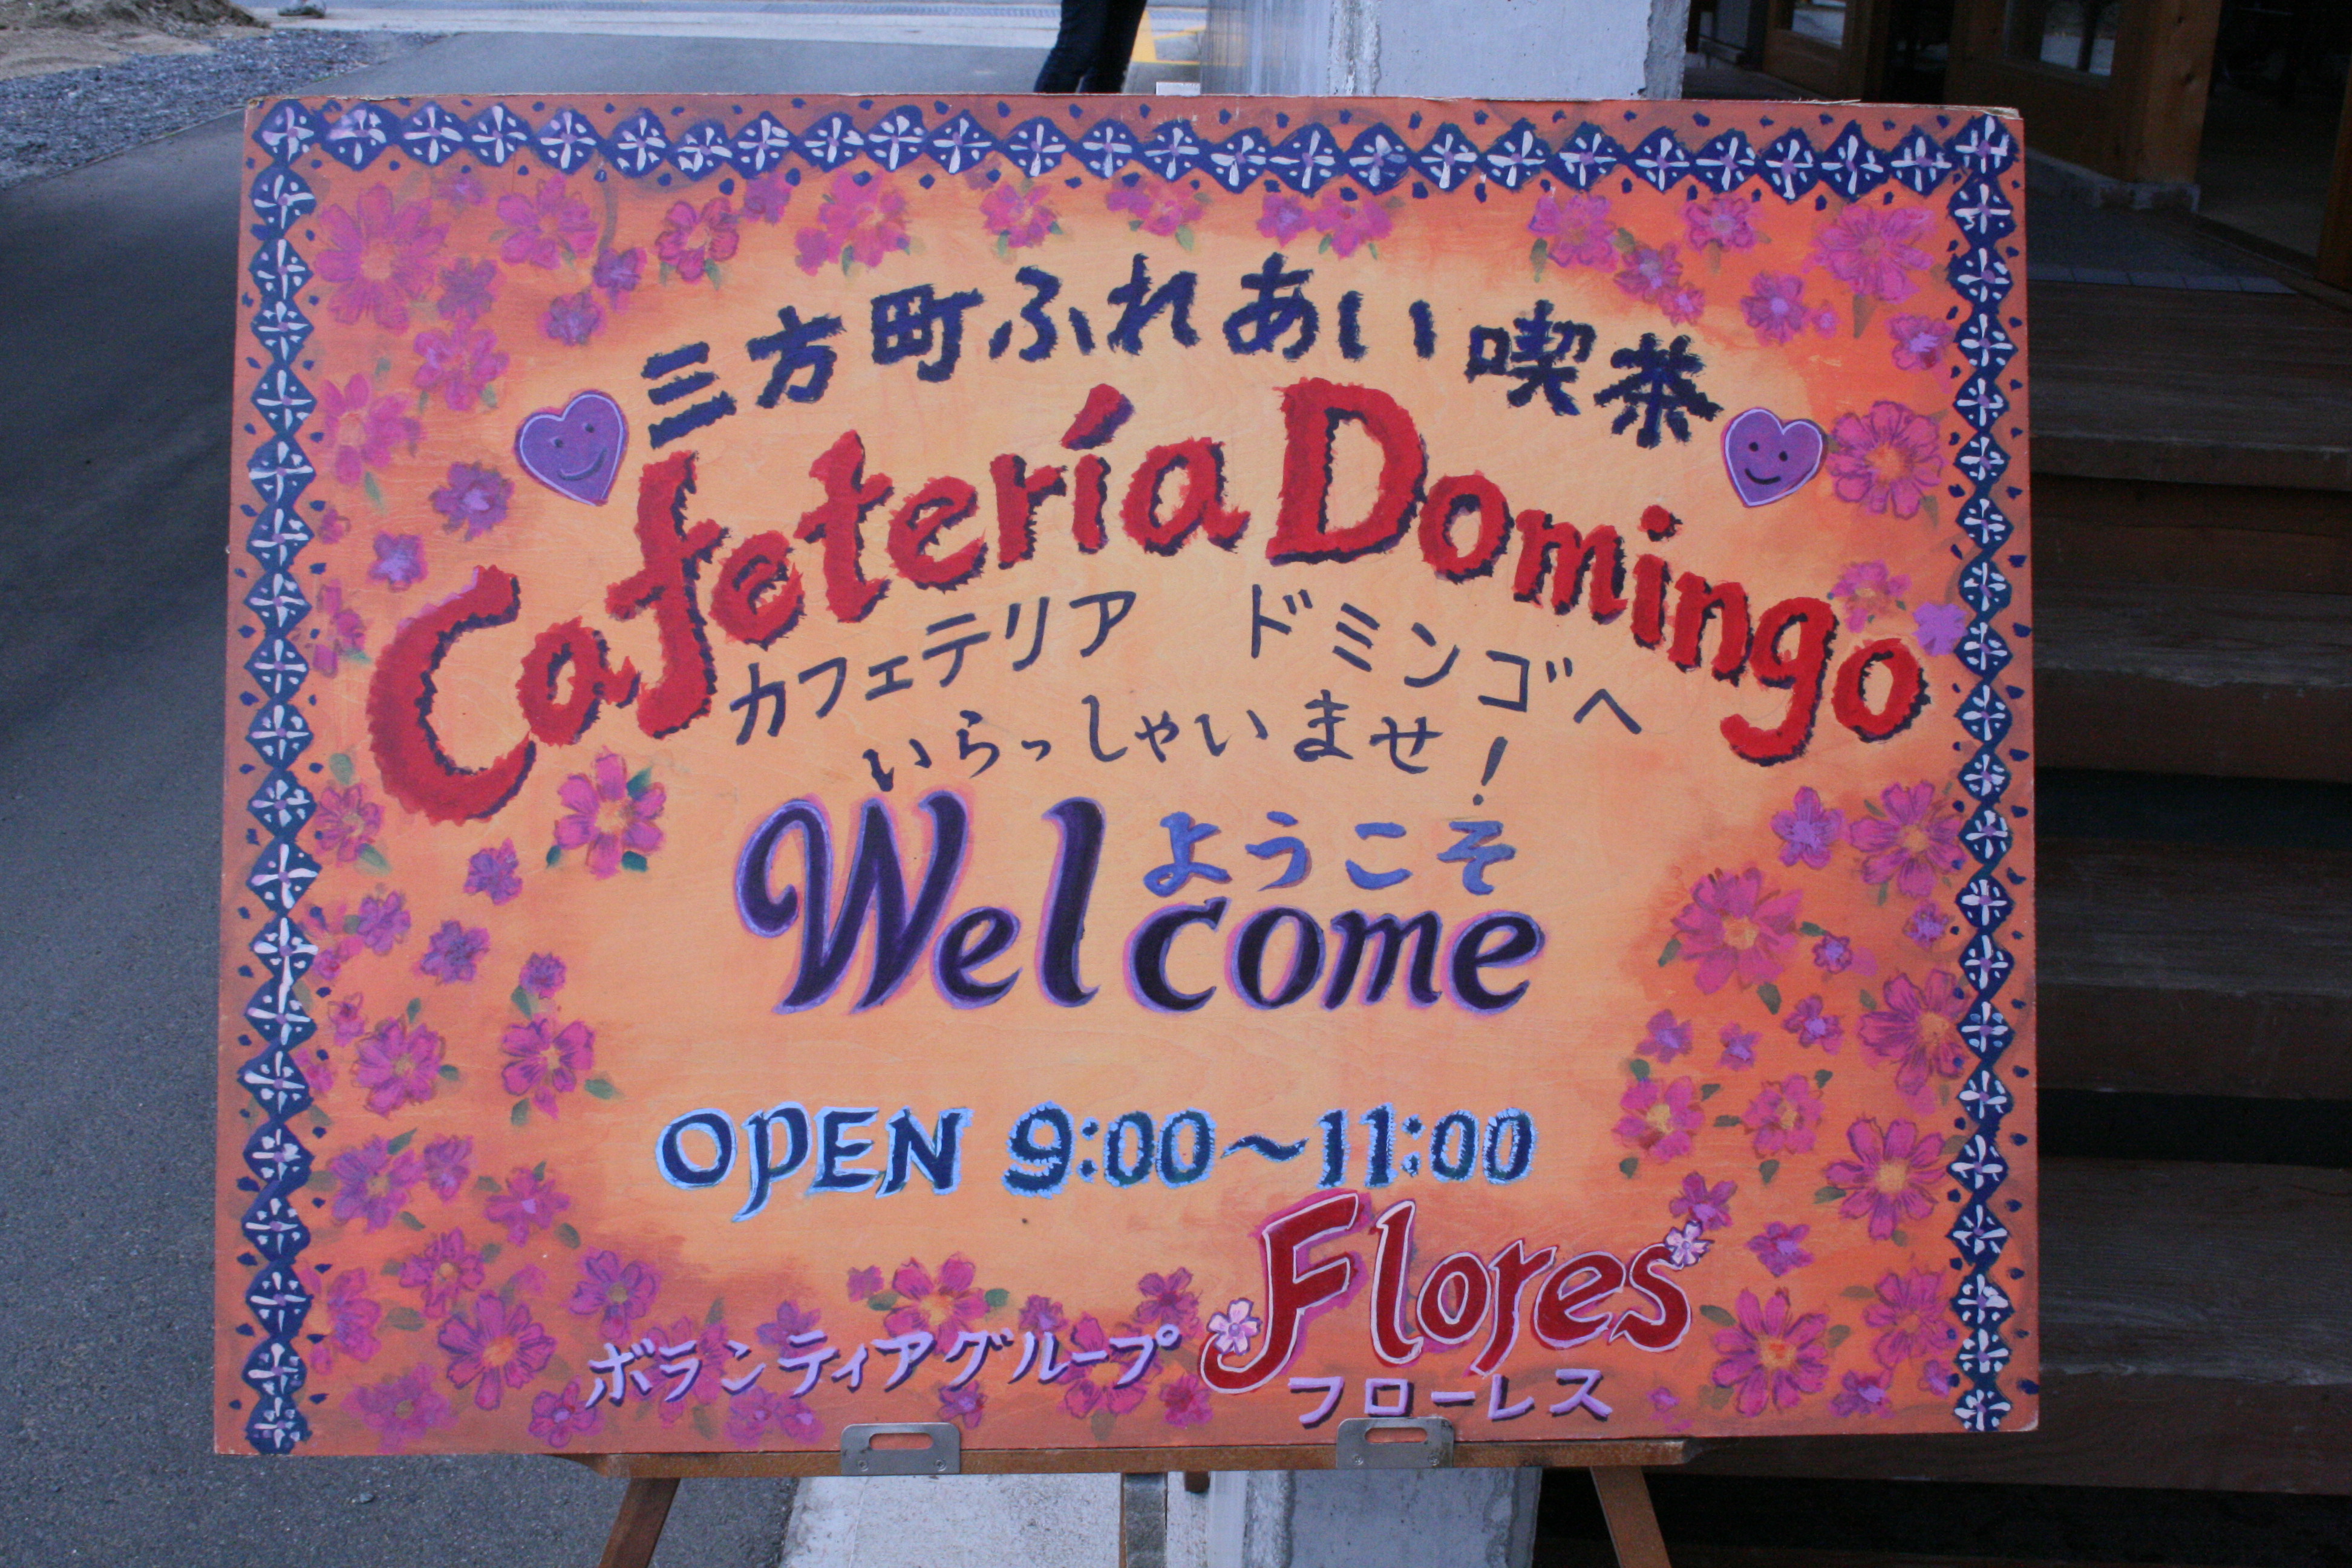 三方町ふれあい喫茶
Cafetería Domingo
カフェテリア ドミンゴへ
いらっしゃいませ!
ようこそ
Welcome
OPEN 9:00~11:00
Flores
ボランティアグループ フローレス